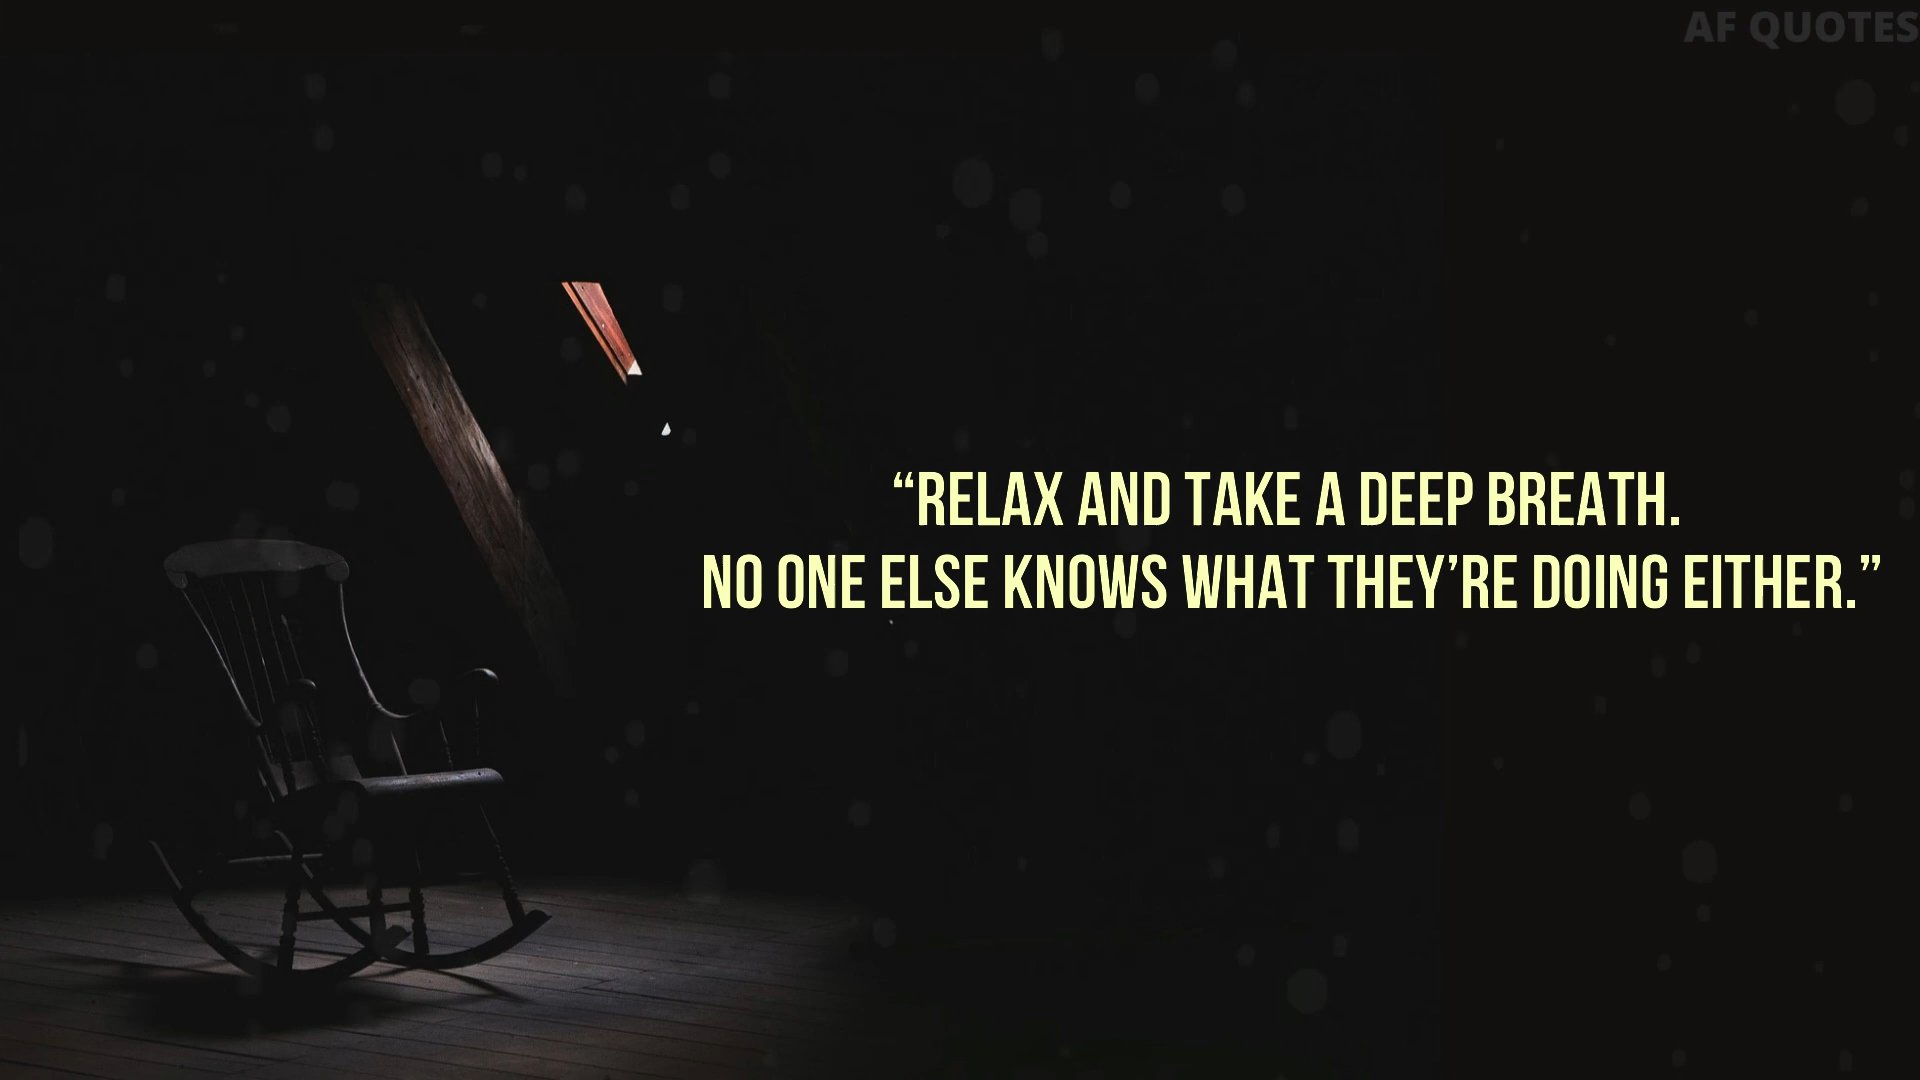 AF QUOTES
“RELAX AND TAKE A DEEP BREATH.
NO ONE ELSE KNOWS WHAT THEY’RE DOING EITHER.”